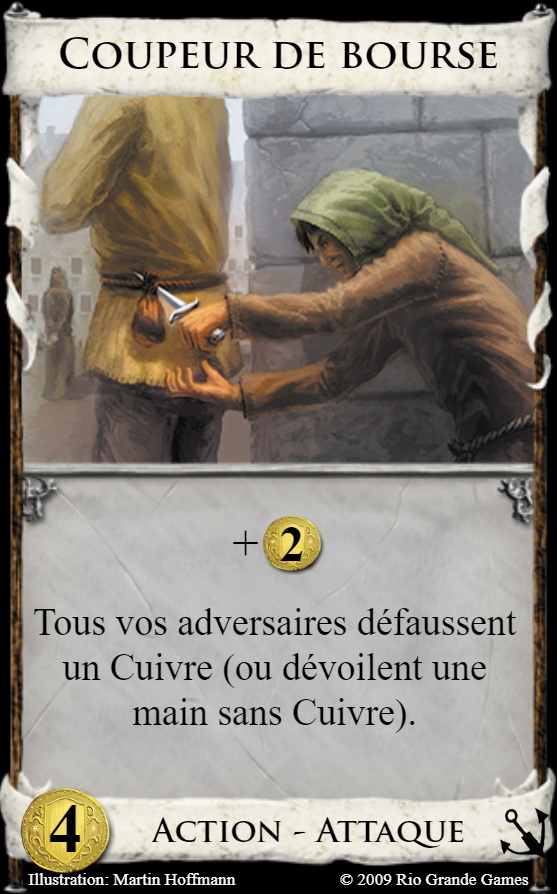 Coupeur de bourse
+ 2
Tous vos adversaires défaussent
un Cuivre (ou dévoilent une
main sans Cuivre).
4 Action - Attaque
Illustration: Martin Hoffmann © 2009 Rio Grande Games